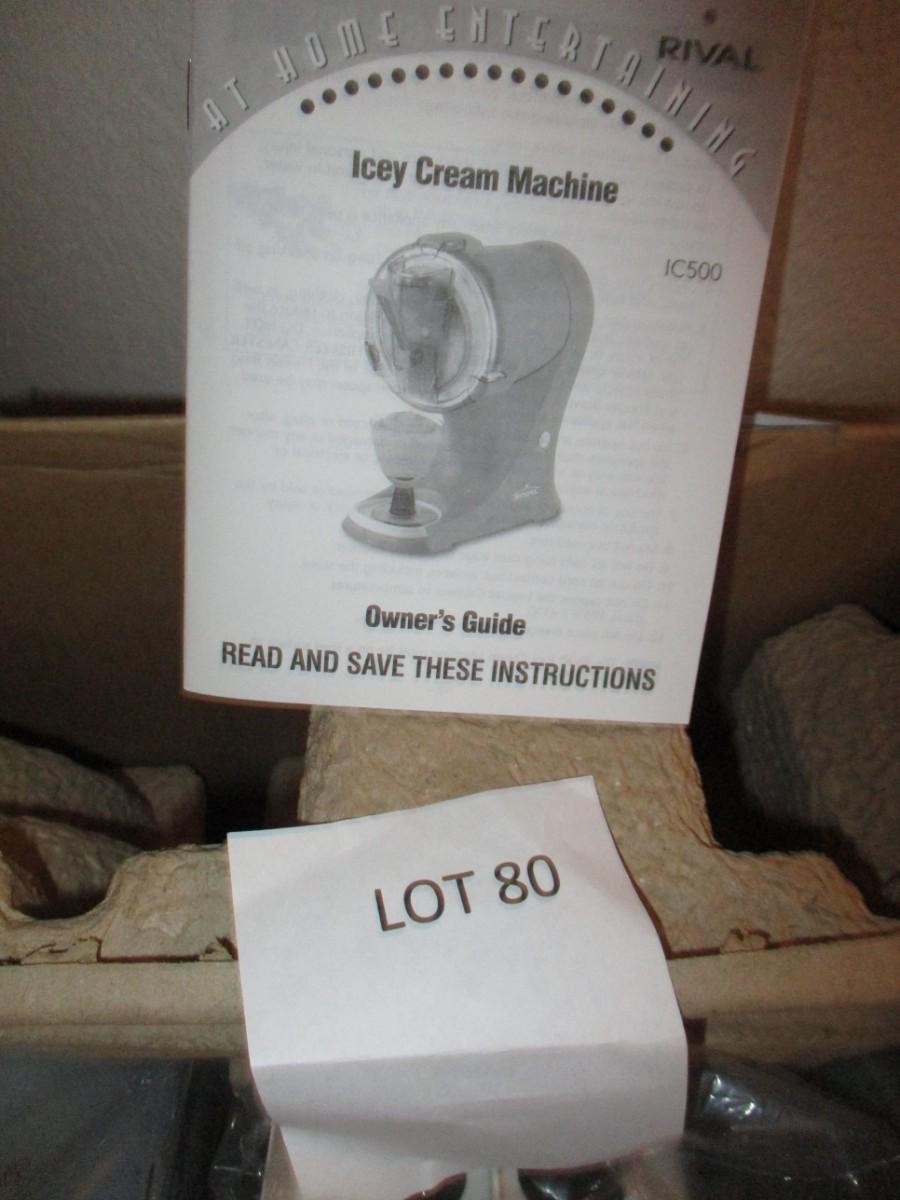 AT HOME ENTERTAINING
RIVAL
Icey Cream Machine
IC500
Owner's Guide
READ AND SAVE THESE INSTRUCTIONS
LOT 80